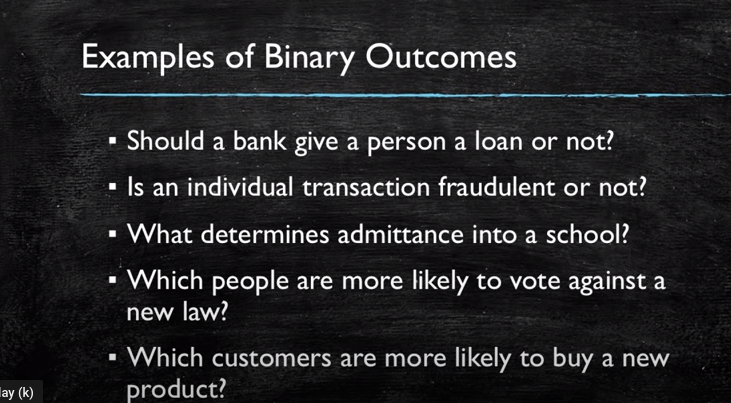 Examples of Binary Outcomes
▪ Should a bank give a person a loan or not?
▪ Is an individual transaction fraudulent or not?
▪ What determines admittance into a school?
▪ Which people are more likely to vote against a
new law?
▪ Which customers are more likely to buy a new
product?
lay (k)